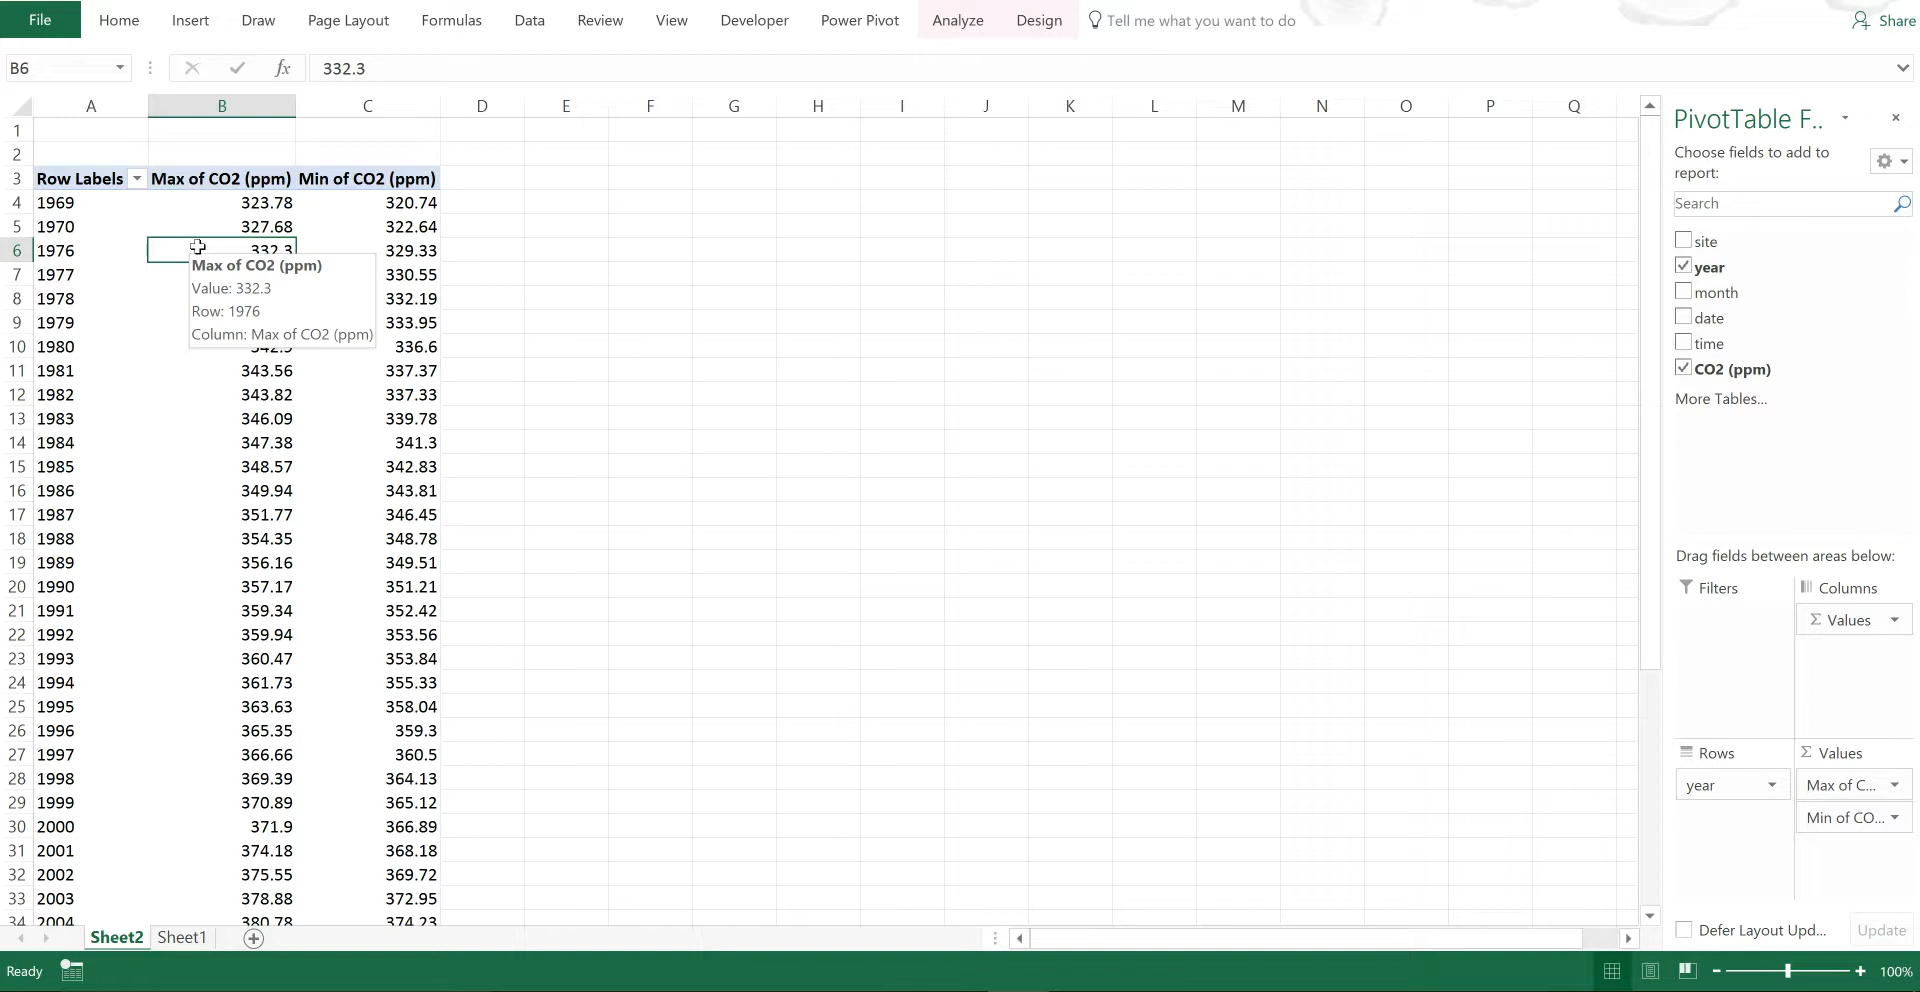 File Home Insert Draw Page Layout Formulas Data Review View Developer Power Pivot Analyze Design Tell me what you want to do Share
B6 fx 332.3
A B C D E F G H I J K L M N O P Q
1
2
3 Row Labels Max of CO2 (ppm) Min of CO2 (ppm)
4 1969 323.78 320.74
5 1970 327.68 322.64
6 1976 332.3 329.33
7 1977 330.55
8 1978 332.19
9 1979 333.95
10 1980 336.6
11 1981 343.56 337.37
12 1982 343.82 337.33
13 1983 346.09 339.78
14 1984 347.38 341.3
15 1985 348.57 342.83
16 1986 349.94 343.81
17 1987 351.77 346.45
18 1988 354.35 348.78
19 1989 356.16 349.51
20 1990 357.17 351.21
21 1991 359.34 352.42
22 1992 359.94 353.56
23 1993 360.47 353.84
24 1994 361.73 355.33
25 1995 363.63 358.04
26 1996 365.35 359.3
27 1997 366.66 360.5
28 1998 369.39 364.13
29 1999 370.89 365.12
30 2000 371.9 366.89
31 2001 374.18 368.18
32 2002 375.55 369.72
33 2003 378.88 372.95
34 2004 380.78 374.23
Max of CO2 (ppm)
Value: 332.3
Row: 1976
Column: Max of CO2 (ppm)
PivotTable F..
Choose fields to add to
report:
Search
site
year
month
date
time
CO2 (ppm)
More Tables...
Drag fields between areas below:
Filters
Columns
Σ Values
Rows
year
Σ Values
Max of C...
Min of CO...
Defer Layout Upd... Update
Sheet2 Sheet1
Ready
100%